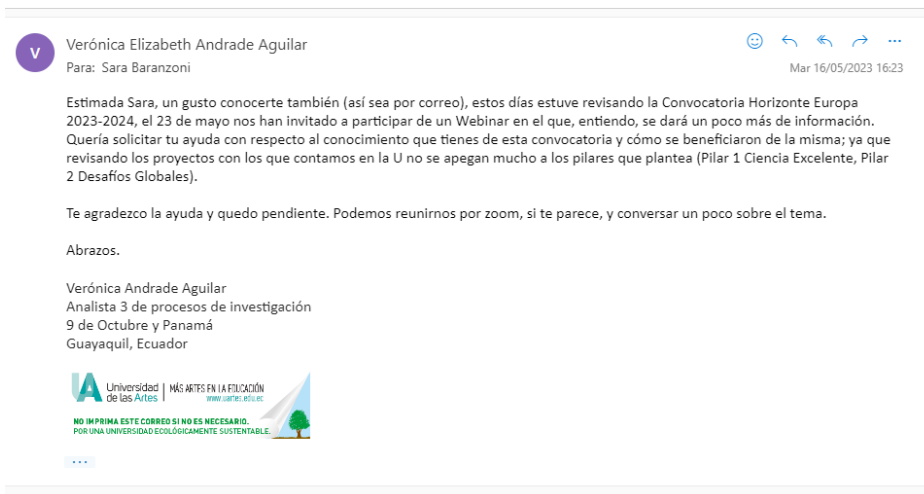 V
Verónica Elizabeth Andrade Aguilar
Para: Sara Baranzoni
Mar 16/05/2023 16:23
Estimada Sara, un gusto conocerte también (así sea por correo), estos días estuve revisando la Convocatoria Horizonte Europa
2023-2024, el 23 de mayo nos han invitado a participar de un Webinar en el que, entiendo, se dará un poco más de información.
Quería solicitar tu ayuda con respecto al conocimiento que tienes de esta convocatoria y cómo se beneficiaron de la misma; ya que
revisando los proyectos con los que contamos en la U no se apegan mucho a los pilares que plantea (Pilar 1 Ciencia Excelente, Pilar
2 Desafíos Globales).
Te agradezco la ayuda y quedo pendiente. Podemos reunirnos por zoom, si te parece, y conversar un poco sobre el tema.
Abrazos.
Verónica Andrade Aguilar
Analista 3 de procesos de investigación
9 de Octubre y Panamá
Guayaquil, Ecuador
Universidad | MÁS ARTES EN LA EDUCACIÓN
de las Artes | www.uartes.edu.ec
NO IMPRIMA ESTE CORREO SI NO ES NECESARIO.
POR UNA UNIVERSIDAD ECOLÓGICAMENTE SUSTENTABLE.